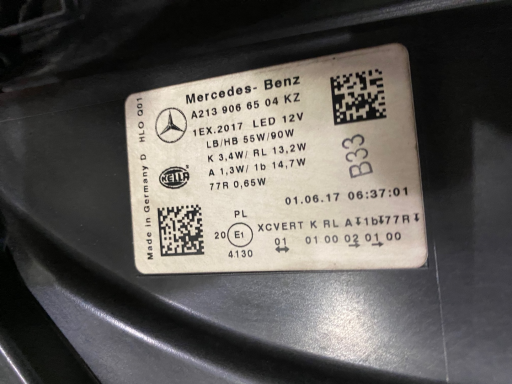 Mercedes- Benz
A213 906 65 04 KZ
1EX.2017 LED 12V
LB/HB 55W/90W
K 3,4W/ RL 13,2W
A 1,3W/ 1b 14,7W
77R 0,65W
HELLA
Made in Germany D HLO Q01
B33
01.06.17 06:37:01
PL
20 E1 XCVERT K RL A 1b 77R
4130 01 01 00 02 01 00